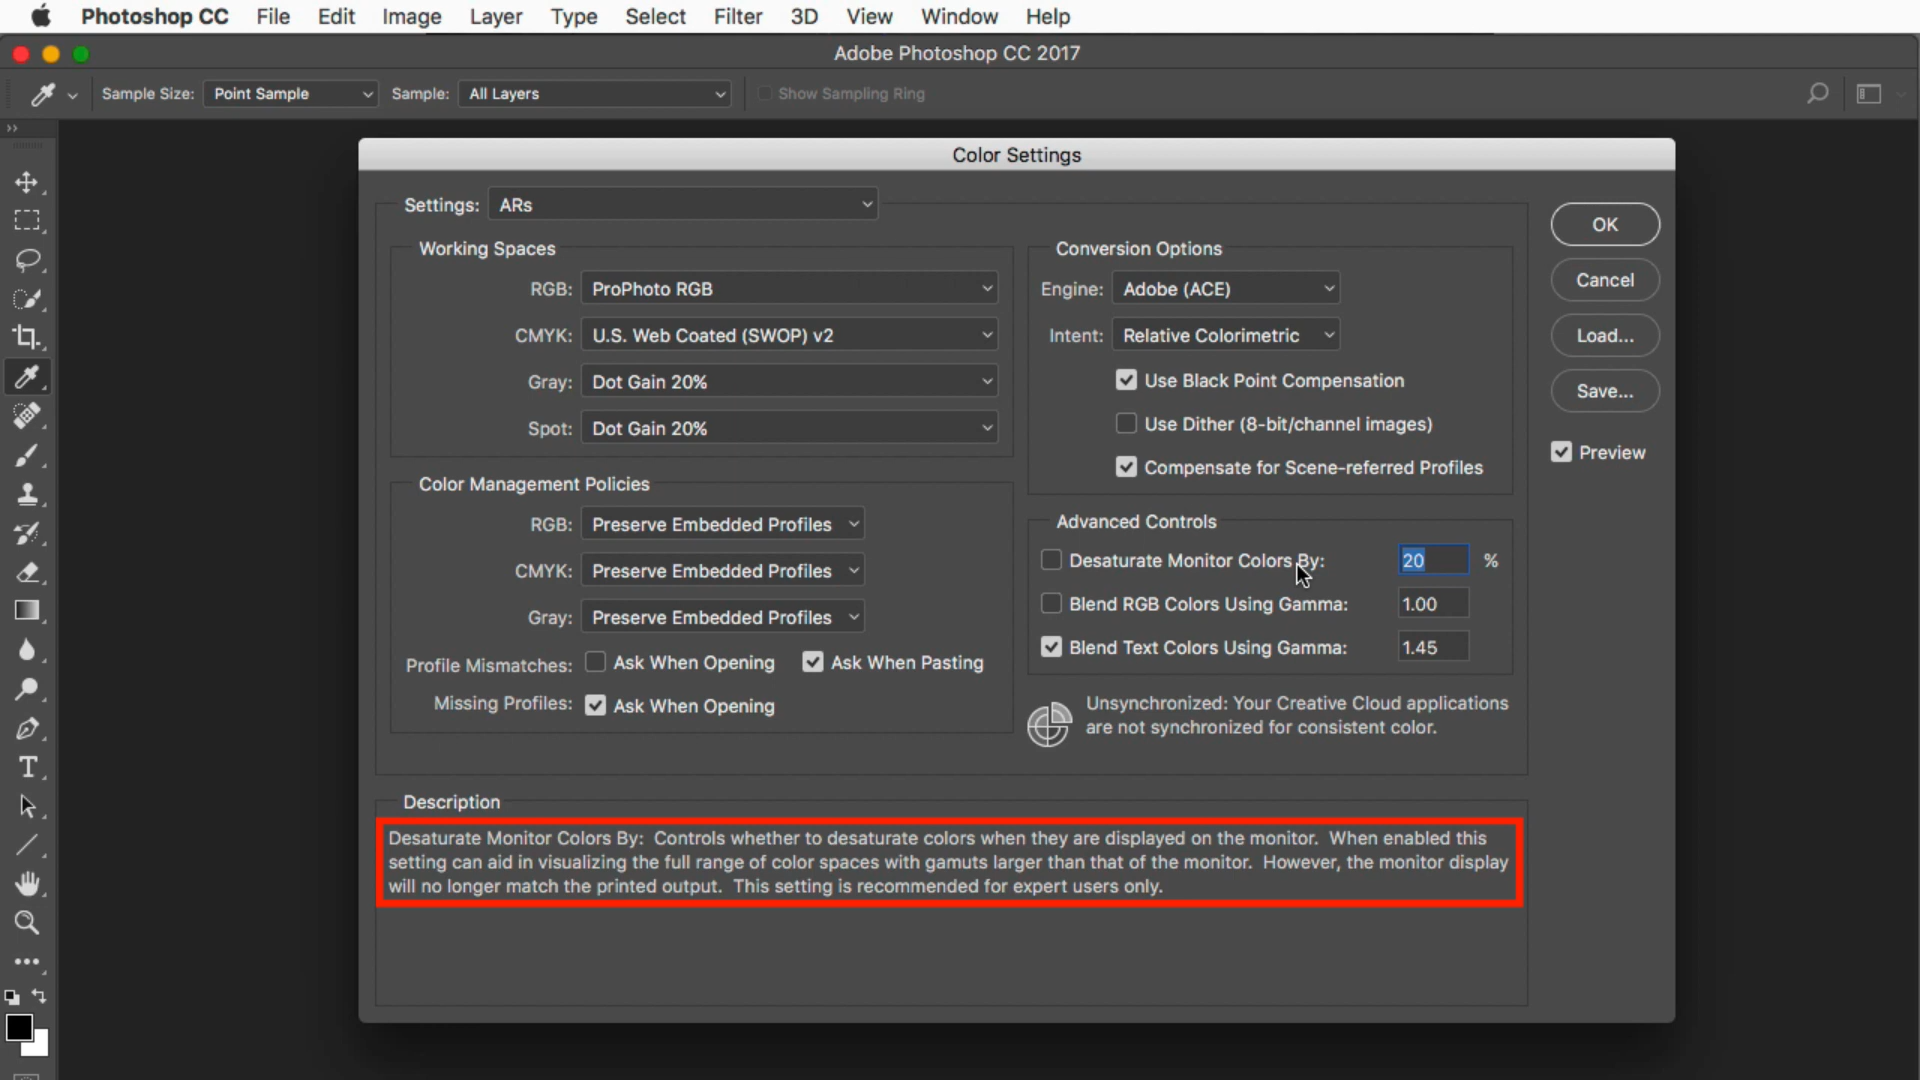 Photoshop CC File Edit Image Layer Type Select Filter 3D View Window Help
Adobe Photoshop CC 2017
Sample Size: Point Sample Sample: All Layers Show Sampling Ring
Color Settings
Settings: ARs
Working Spaces
RGB: ProPhoto RGB
CMYK: U.S. Web Coated (SWOP) v2
Gray: Dot Gain 20%
Spot: Dot Gain 20%
Color Management Policies
RGB: Preserve Embedded Profiles
CMYK: Preserve Embedded Profiles
Gray: Preserve Embedded Profiles
Profile Mismatches: Ask When Opening Ask When Pasting
Missing Profiles: Ask When Opening
Conversion Options
Engine: Adobe (ACE)
Intent: Relative Colorimetric
Use Black Point Compensation
Use Dither (8-bit/channel images)
Compensate for Scene-referred Profiles
Advanced Controls
Desaturate Monitor Colors By: 20 %
Blend RGB Colors Using Gamma: 1.00
Blend Text Colors Using Gamma: 1.45
Unsynchronized: Your Creative Cloud applications
are not synchronized for consistent color.
OK
Cancel
Load...
Save...
Preview
Description
Desaturate Monitor Colors By: Controls whether to desaturate colors when they are displayed on the monitor. When enabled this
setting can aid in visualizing the full range of color spaces with gamuts larger than that of the monitor. However, the monitor display
will no longer match the printed output. This setting is recommended for expert users only.